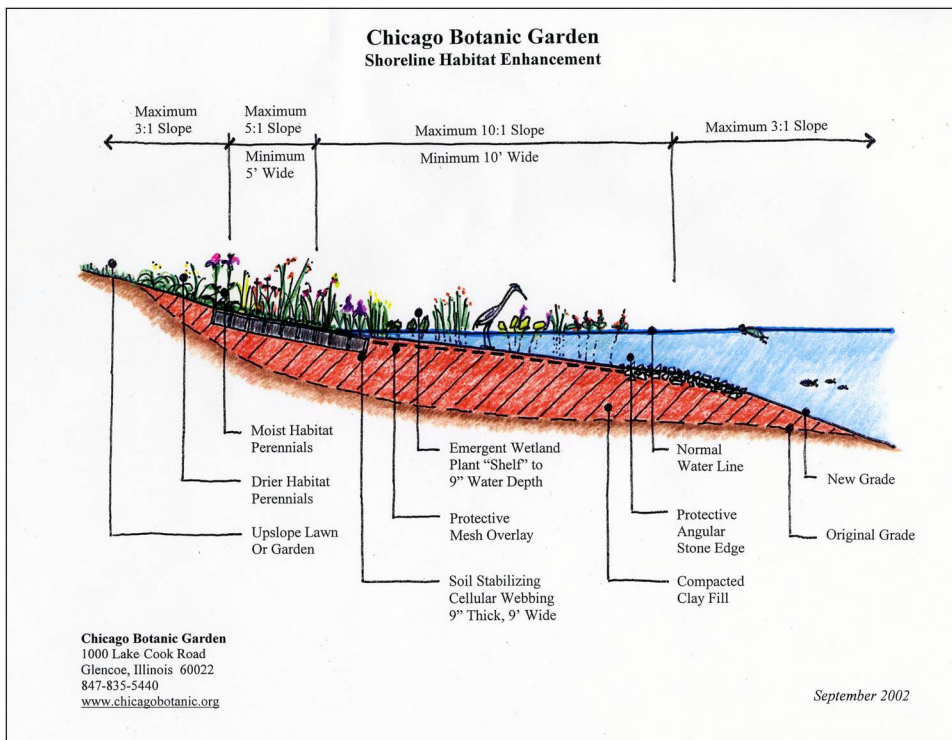 Chicago Botanic Garden
Shoreline Habitat Enhancement
Maximum
3:1 Slope
Maximum
5:1 Slope
Minimum
5' Wide
Maximum 10:1 Slope
Minimum 10' Wide
Maximum 3:1 Slope
Moist Habitat
Perennials
Drier Habitat
Perennials
Upslope Lawn
Or Garden
Emergent Wetland
Plant “Shelf” to
9” Water Depth
Protective
Mesh Overlay
Soil Stabilizing
Cellular Webbing
9” Thick, 9’ Wide
Normal
Water Line
Protective
Angular
Stone Edge
Compacted
Clay Fill
New Grade
Original Grade
Chicago Botanic Garden
1000 Lake Cook Road
Glencoe, Illinois 60022
847-835-5440
www.chicagobotanic.org
September 2002